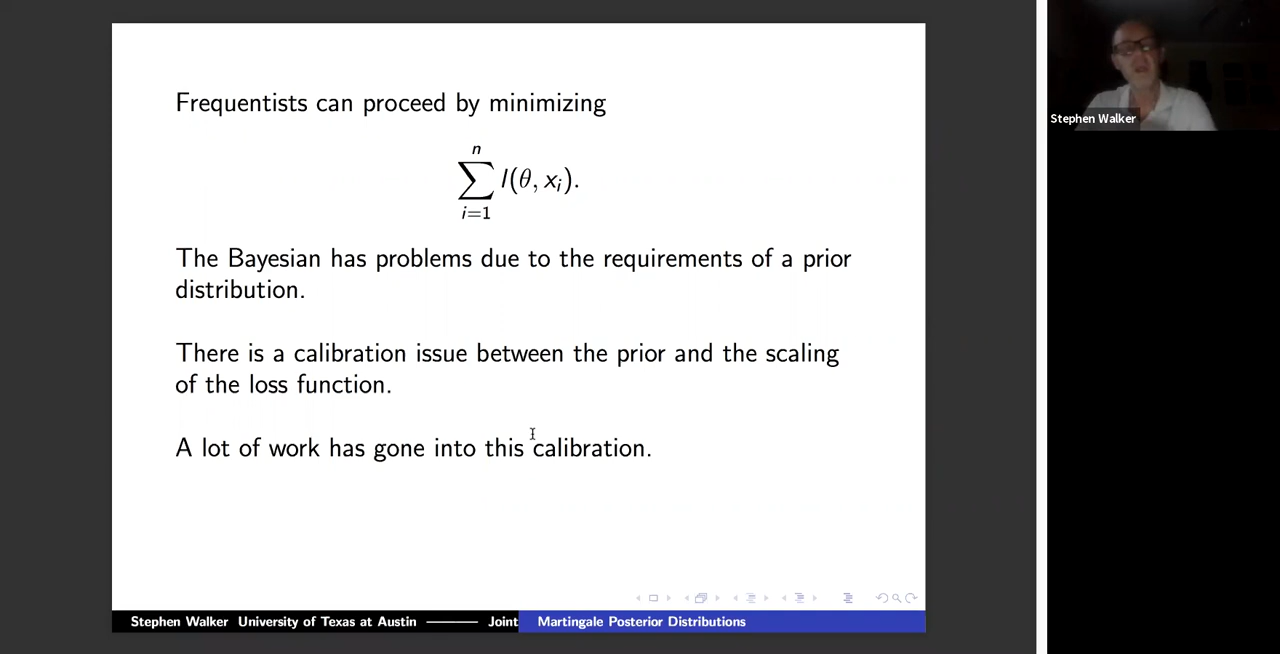 Frequentists can proceed by minimizing
n
∑ l(θ, xᵢ).
i=1
The Bayesian has problems due to the requirements of a prior
distribution.
There is a calibration issue between the prior and the scaling
of the loss function.
A lot of work has gone into this calibration.
Stephen Walker University of Texas at Austin ——— Joint
Martingale Posterior Distributions
Stephen Walker